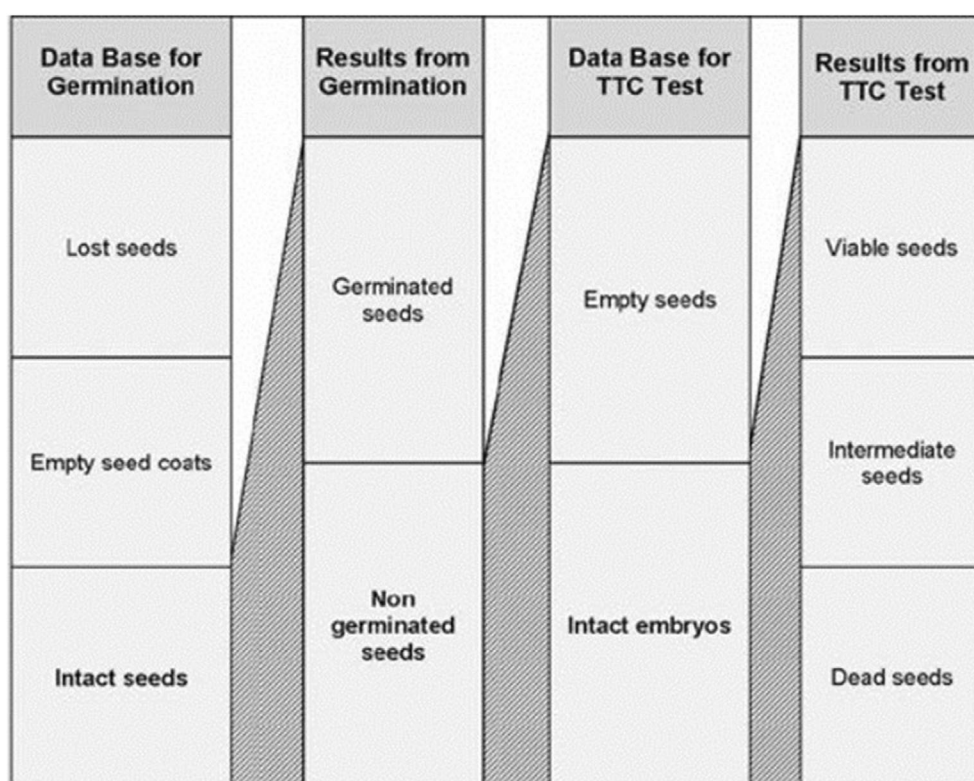 Data Base for
Germination
Results from
Germination
Data Base for
TTC Test
Results from
TTC Test
Lost seeds
Empty seed coats
Intact seeds
Germinated
seeds
Non
germinated
seeds
Empty seeds
Intact embryos
Viable seeds
Intermediate
seeds
Dead seeds